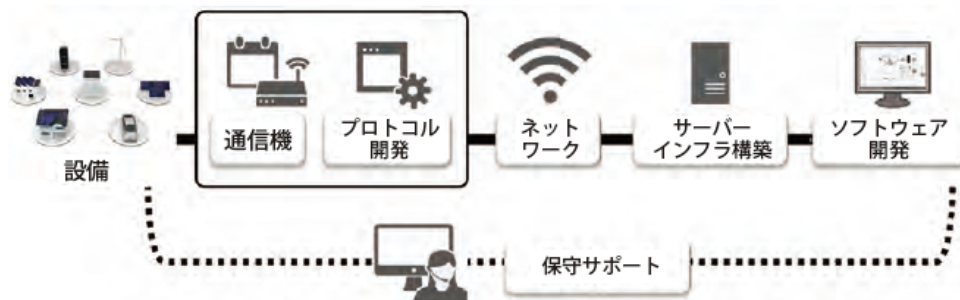 設備
通信機
プロトコル
開発
ネット
ワーク
サーバー
インフラ構築
ソフトウェア
開発
保守サポート